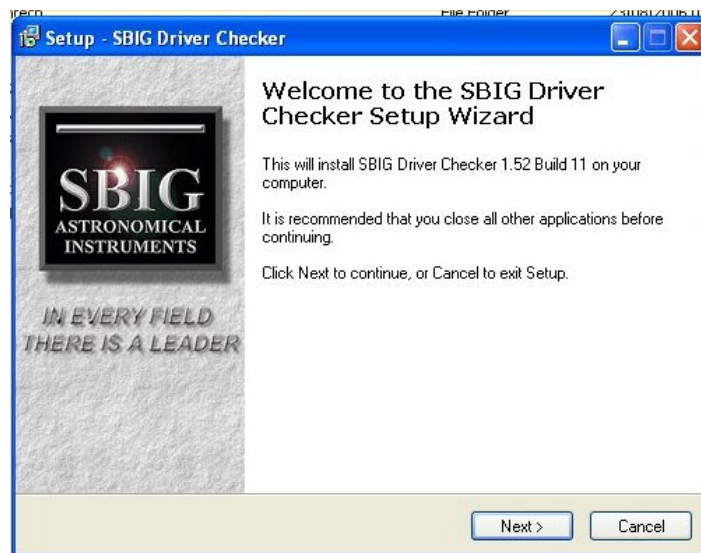 File Folder
Setup - SBIG Driver Checker
SBIG
ASTRONOMICAL
INSTRUMENTS
IN EVERY FIELD
THERE IS A LEADER
Welcome to the SBIG Driver
Checker Setup Wizard
This will install SBIG Driver Checker 1.52 Build 11 on your
computer.
It is recommended that you close all other applications before
continuing.
Click Next to continue, or Cancel to exit Setup.
Next >
Cancel